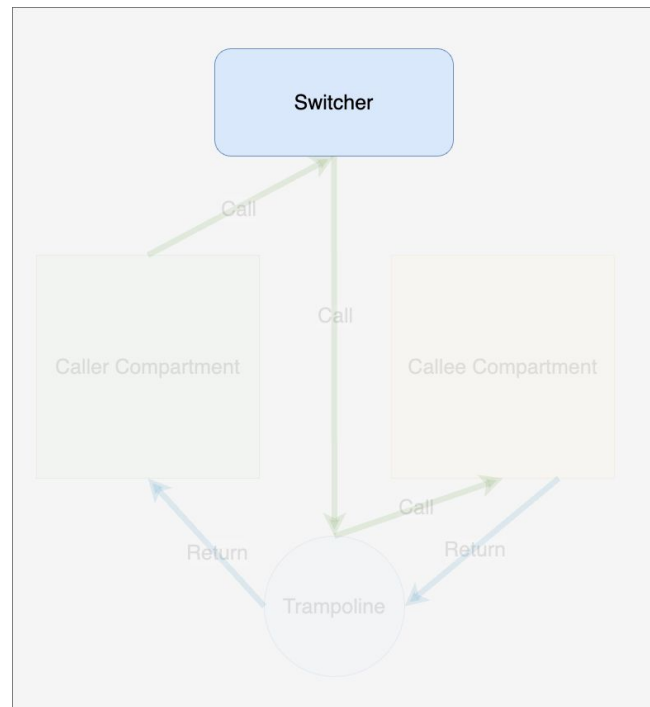 Switcher
Call
Call
Caller Compartment
Callee Compartment
Call
Return
Return
Trampoline